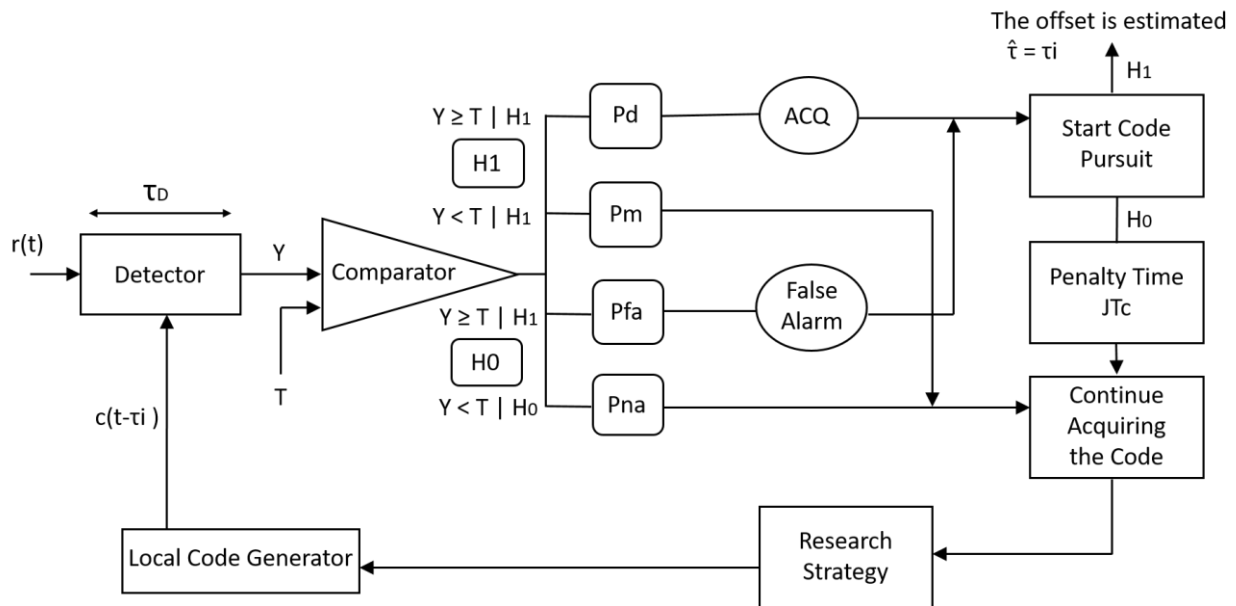 The offset is estimated
τ̂ = τi
H1
Y ≥ T | H1
Pd
ACQ
Start Code
Pursuit
H1
τD
Y < T | H1
Pm
H0
r(t)
Detector
Y
Comparator
Penalty Time
JTc
Y ≥ T | H1
Pfa
False
Alarm
H0
T
Y < T | H0
Pna
Continue
Acquiring
the Code
c(t-τi )
Local Code Generator
Research
Strategy